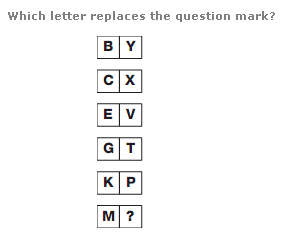 Which letter replaces the question mark?
B Y
C X
E V
G T
K P
M ?